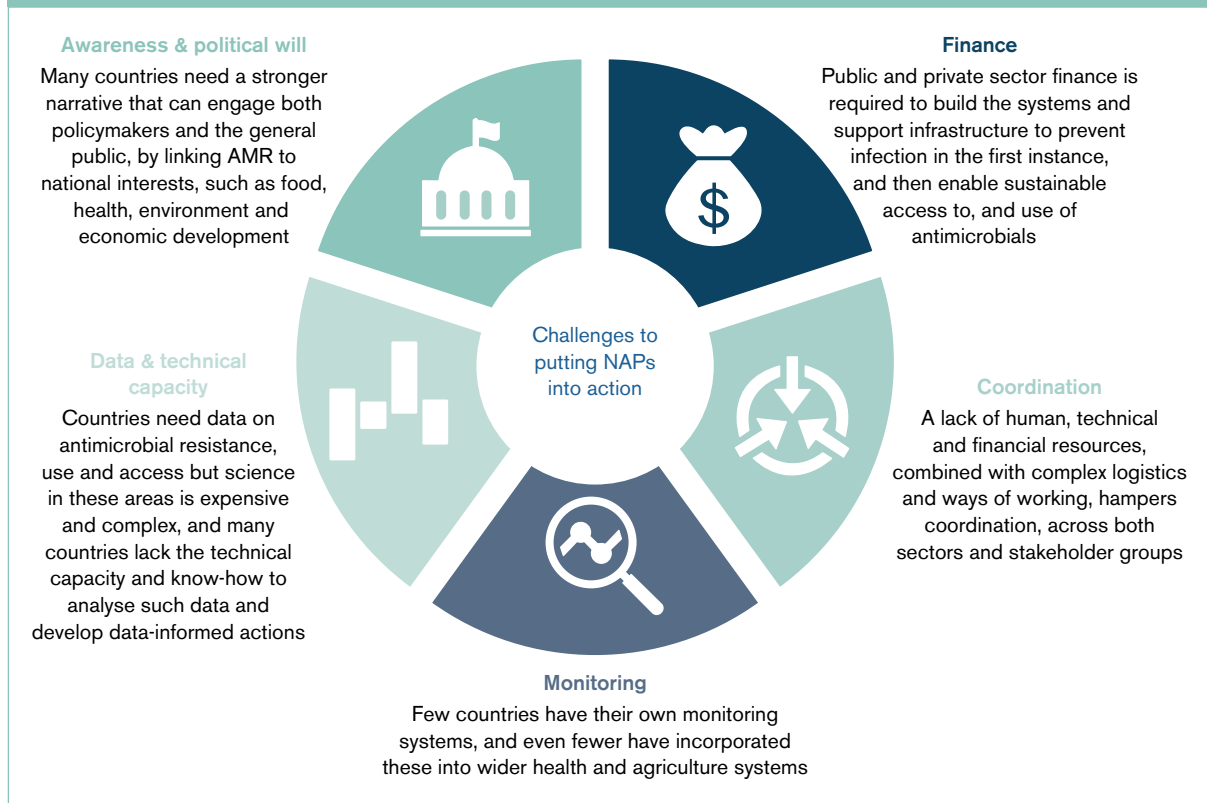 Awareness & political will
Many countries need a stronger
narrative that can engage both
policymakers and the general
public, by linking AMR to
national interests, such as food,
health, environment and
economic development
Finance
Public and private sector finance is
required to build the systems and
support infrastructure to prevent
infection in the first instance,
and then enable sustainable
access to, and use of
antimicrobials
$
Challenges to
putting NAPs
into action
Data & technical
capacity
Countries need data on
antimicrobial resistance,
use and access but science
in these areas is expensive
and complex, and many
countries lack the technical
capacity and know-how to
analyse such data and
develop data-informed actions
Coordination
A lack of human, technical
and financial resources,
combined with complex logistics
and ways of working, hampers
coordination, across both
sectors and stakeholder groups
Monitoring
Few countries have their own monitoring
systems, and even fewer have incorporated
these into wider health and agriculture systems